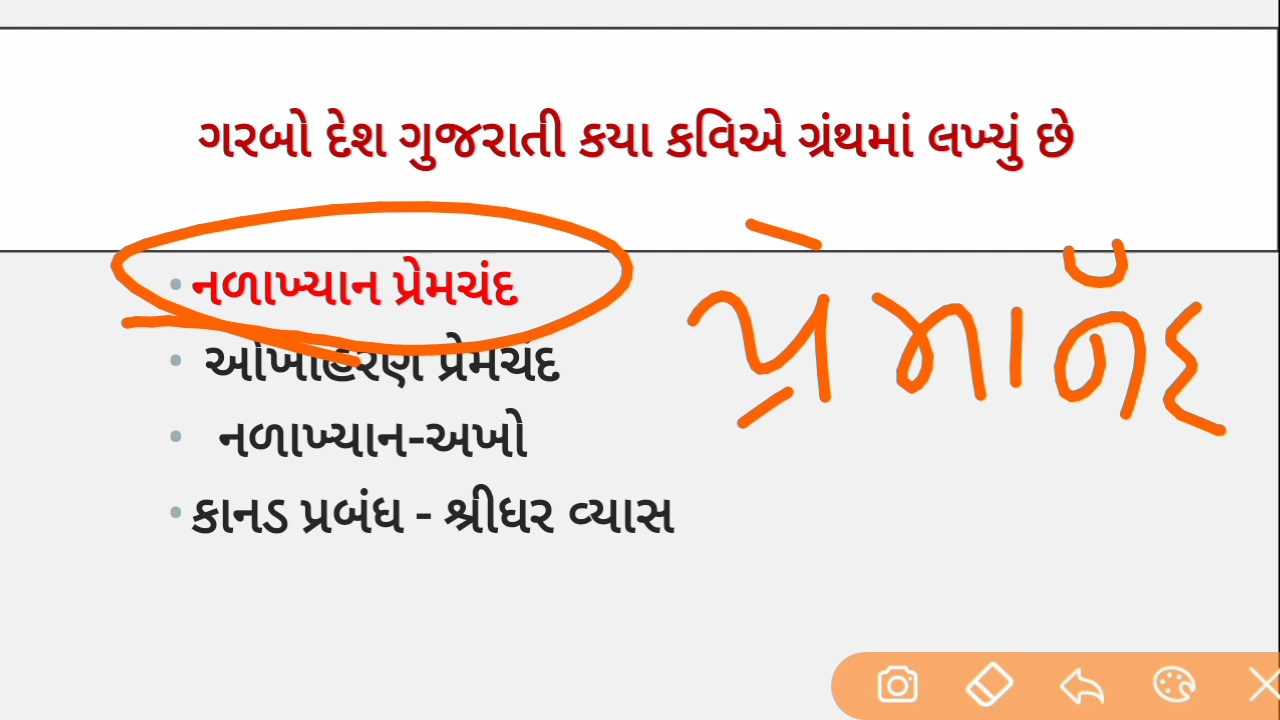 ગરબો દેશ ગુજરાતી કયા કવિએ ગ્રંથમાં લખ્યું છે
નળાખ્યાન પ્રેમચંદ
ઓખાહરણ પ્રેમચંદ
નળાખ્યાન-અખો
કાનડ પ્રબંધ - શ્રીધર વ્યાસ
પ્રેમાનઁદ